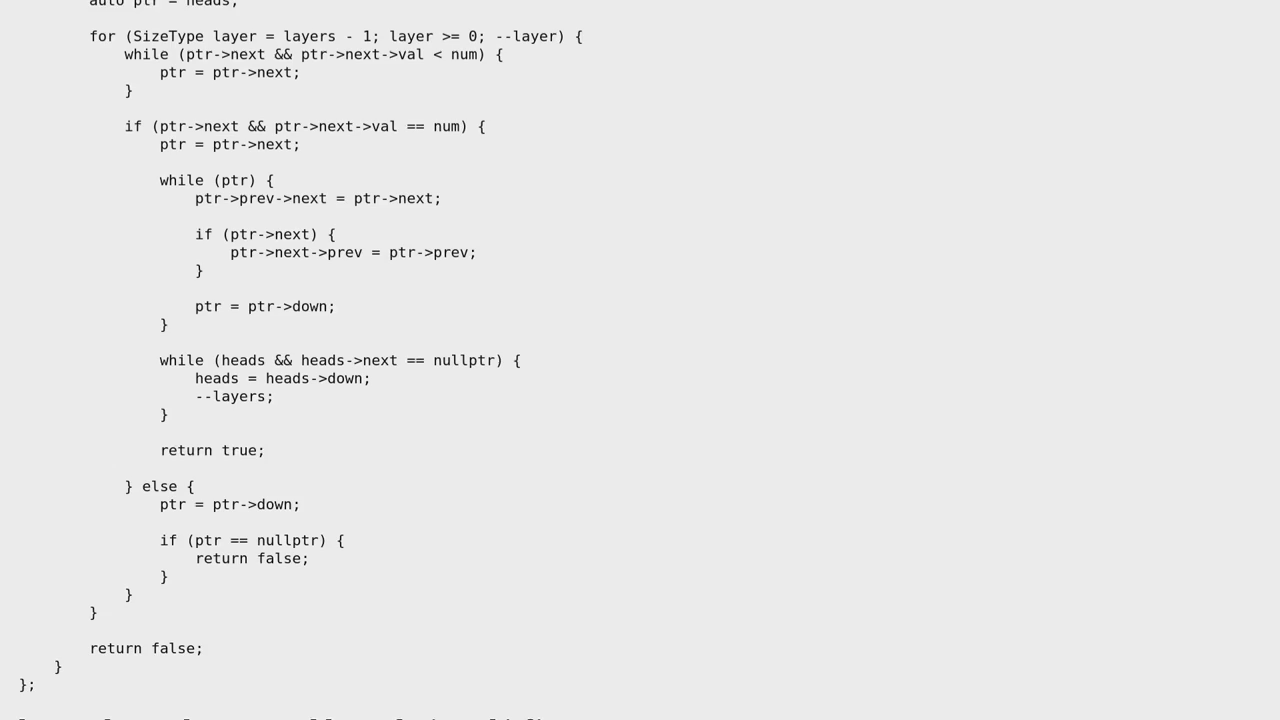 auto ptr = heads;
for (SizeType layer = layers - 1; layer >= 0; --layer) {
while (ptr->next && ptr->next->val < num) {
ptr = ptr->next;
}
if (ptr->next && ptr->next->val == num) {
ptr = ptr->next;
while (ptr) {
ptr->prev->next = ptr->next;
if (ptr->next) {
ptr->next->prev = ptr->prev;
}
ptr = ptr->down;
}
while (heads && heads->next == nullptr) {
heads = heads->down;
--layers;
}
return true;
} else {
ptr = ptr->down;
if (ptr == nullptr) {
return false;
}
}
}
return false;
}
};